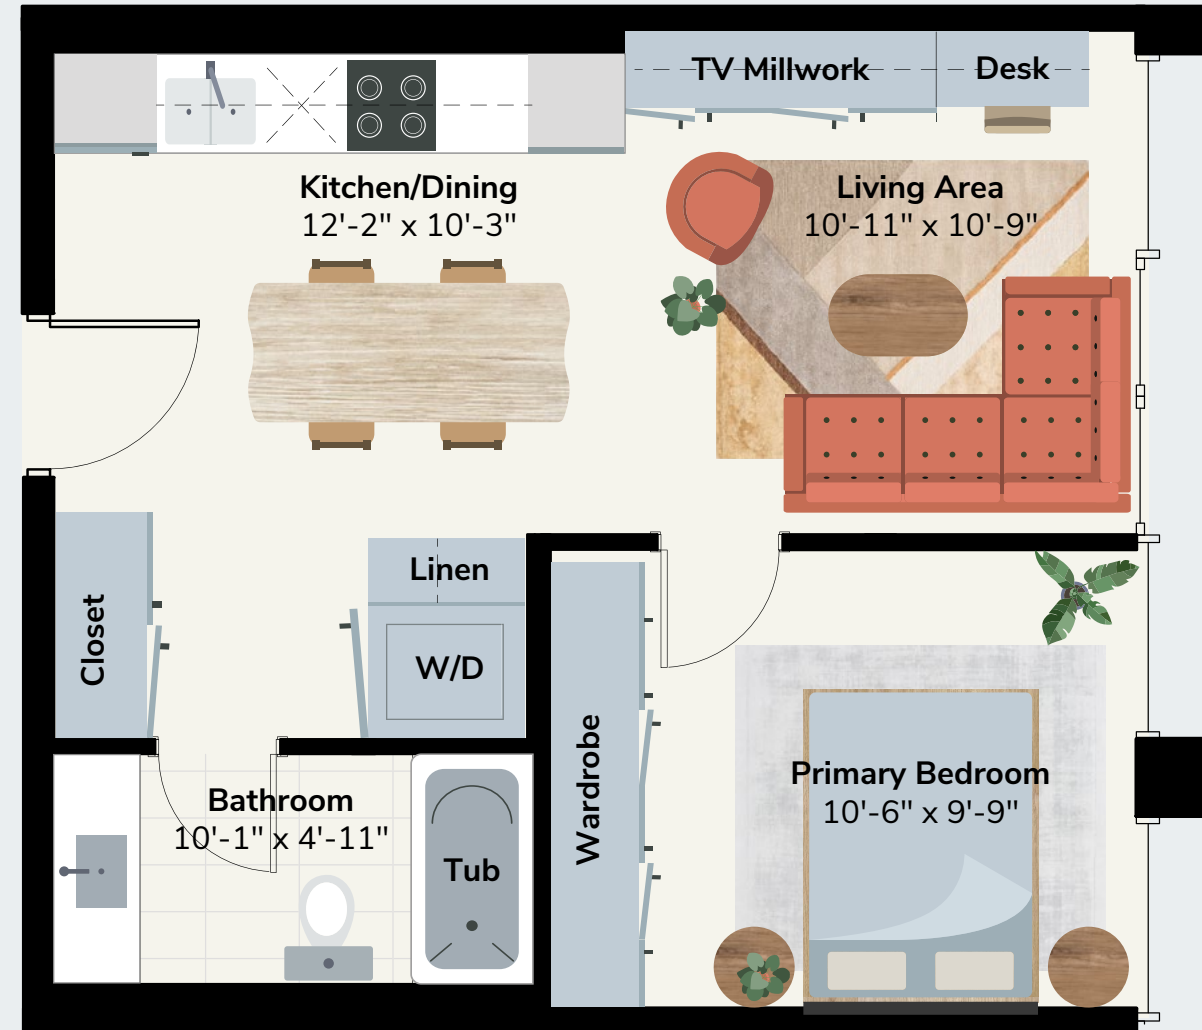 TV Millwork
Desk
Kitchen/Dining
12'-2" x 10'-3"
Living Area
10'-11" x 10'-9"
Linen
Closet
W/D
Wardrobe
Primary Bedroom
10'-6" x 9'-9"
Bathroom
10'-1" x 4'-11"
Tub